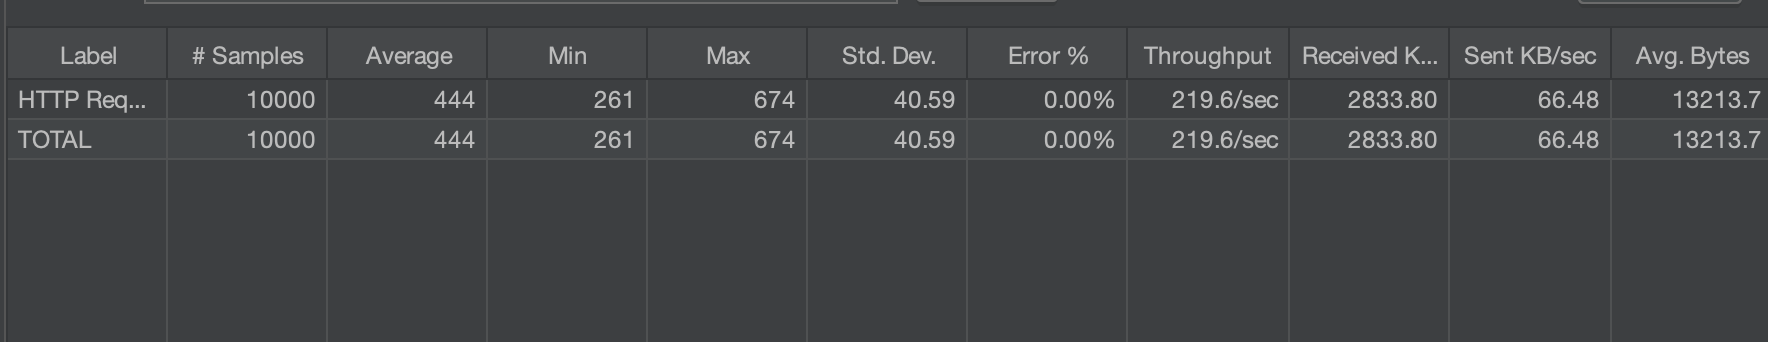 Label # Samples Average Min Max Std. Dev. Error % Throughput Received K... Sent KB/sec Avg. Bytes
HTTP Req... 10000 444 261 674 40.59 0.00% 219.6/sec 2833.80 66.48 13213.7
TOTAL 10000 444 261 674 40.59 0.00% 219.6/sec 2833.80 66.48 13213.7